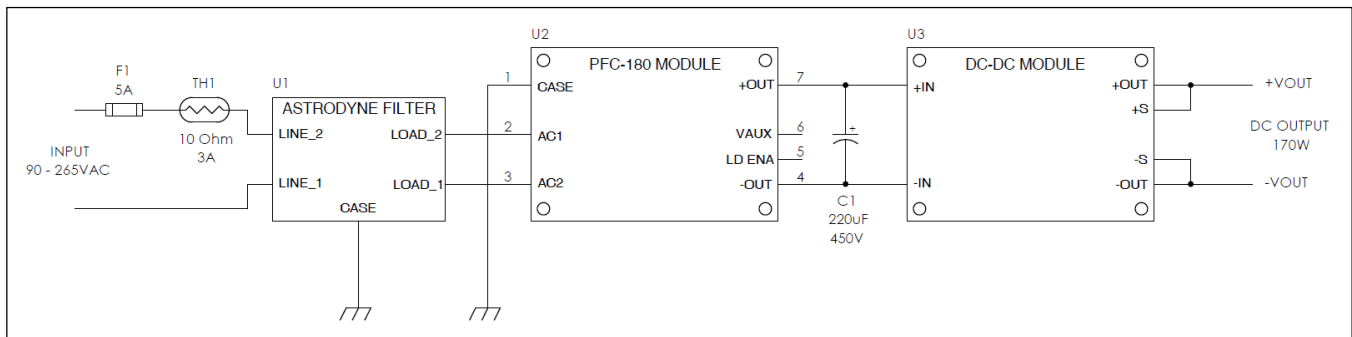 F1
5A
TH1
10 Ohm
3A
INPUT
90 - 265VAC
U1
ASTRODYNE FILTER
LINE_2
LOAD_2
LINE_1
LOAD_1
CASE
U2
PFC-180 MODULE
1
CASE
2
AC1
3
AC2
+OUT
7
VAUX
6
LD ENA
5
-OUT
4
+
C1
220uF
450V
U3
DC-DC MODULE
+IN
-IN
+OUT
+S
-S
-OUT
+VOUT
DC OUTPUT
170W
-VOUT